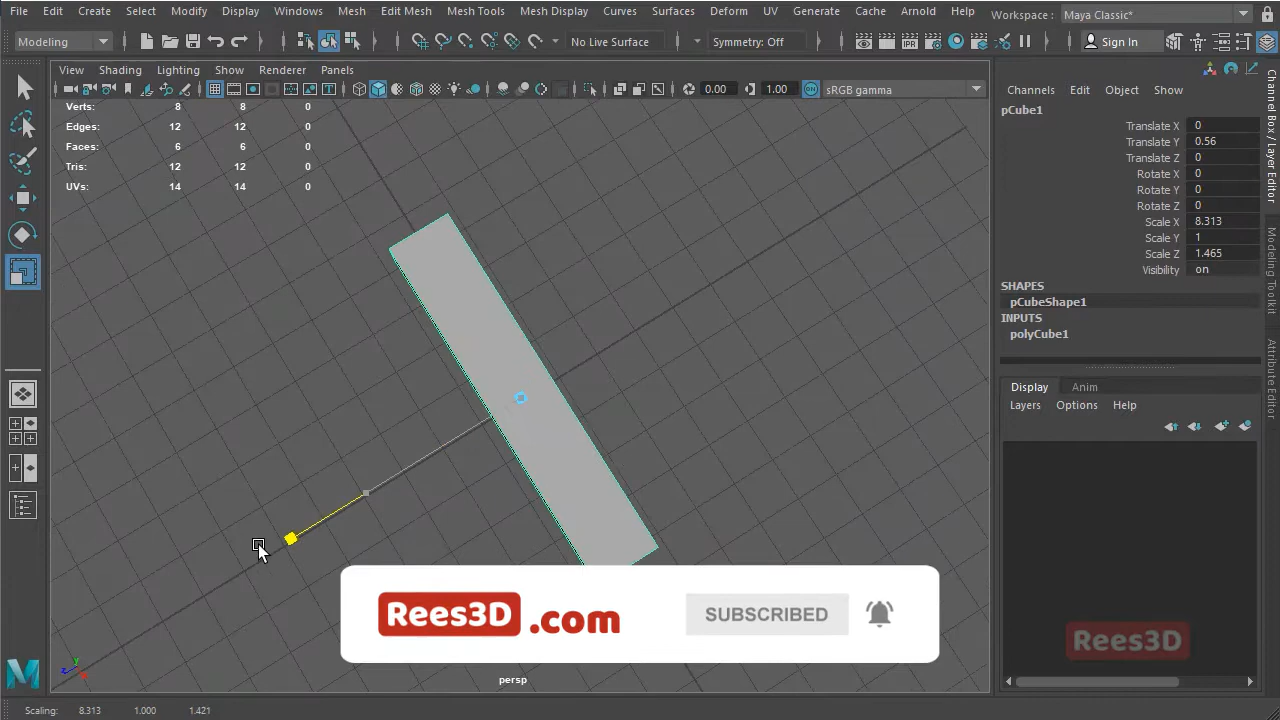 File Edit Create Select Modify Display Windows Mesh Edit Mesh Mesh Tools Mesh Display Curves Surfaces Deform UV Generate Cache Arnold Help Workspace: Maya Classic*
Modeling No Live Surface Symmetry: Off IPR Sign In
View Shading Lighting Show Renderer Panels
0.00 1.00 ON sRGB gamma
Verts: 8 8 0
Edges: 12 12 0
Faces: 6 6 0
Tris: 12 12 0
UVs: 14 14 0
Channels Edit Object Show
pCube1
Translate X 0
Translate Y 0.56
Translate Z 0
Rotate X 0
Rotate Y 0
Rotate Z 0
Scale X 8.313
Scale Y 1
Scale Z 1.465
Visibility on
SHAPES
pCubeShape1
INPUTS
polyCube1
Display Anim
Layers Options Help
Channel Box / Layer Editor
Modeling Toolkit
Attribute Editor
Rees3D.com
SUBSCRIBED
Rees3D
y
z
persp
M
Scaling: 8.313 1.000 1.421